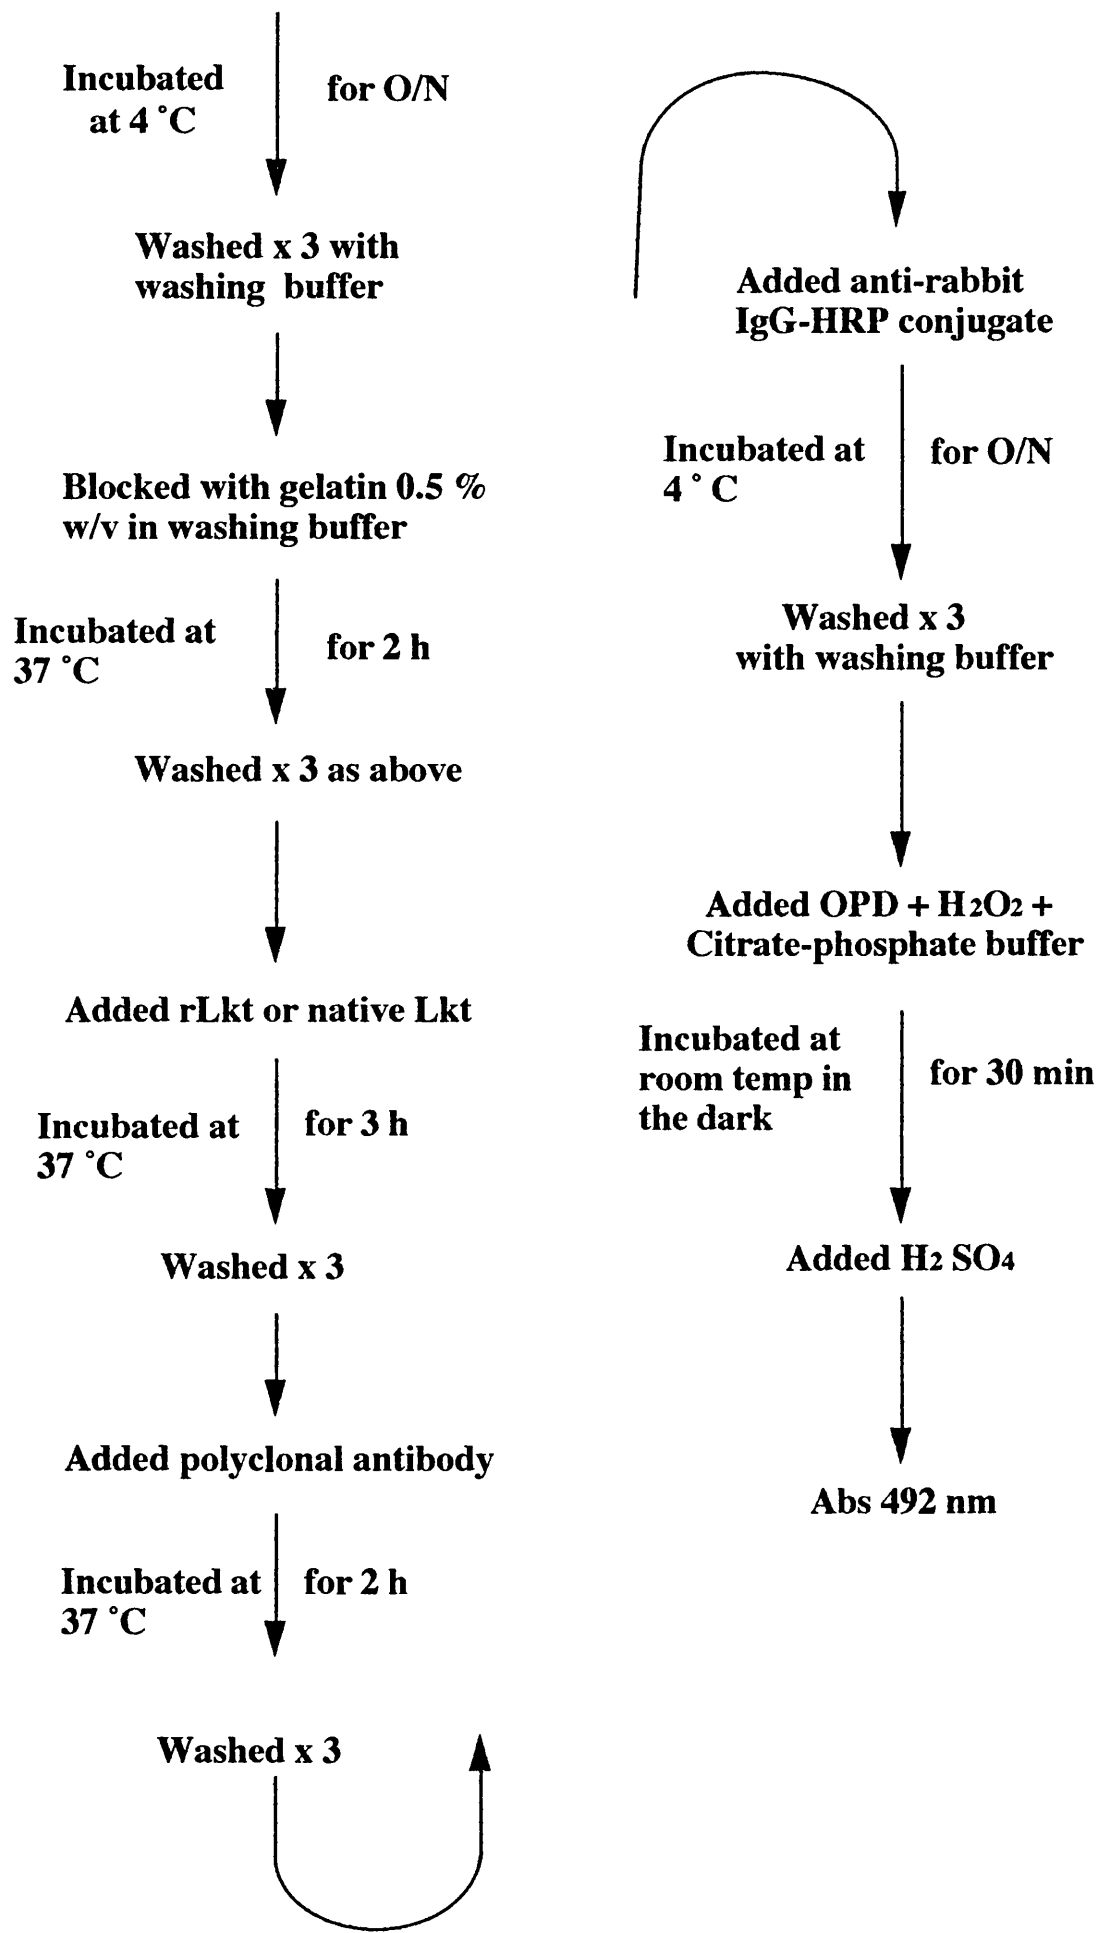 Incubated
at 4 °C
for O/N
Washed x 3 with
washing buffer
Blocked with gelatin 0.5 %
w/v in washing buffer
Incubated at
37 °C
for 2 h
Washed x 3 as above
Added rLkt or native Lkt
Incubated at
37 °C
for 3 h
Washed x 3
Added polyclonal antibody
Incubated at
37 °C
for 2 h
Washed x 3
Added anti-rabbit
IgG-HRP conjugate
Incubated at
4 ° C
for O/N
Washed x 3
with washing buffer
Added OPD + H2O2 +
Citrate-phosphate buffer
Incubated at
room temp in
the dark
for 30 min
Added H2 SO4
Abs 492 nm